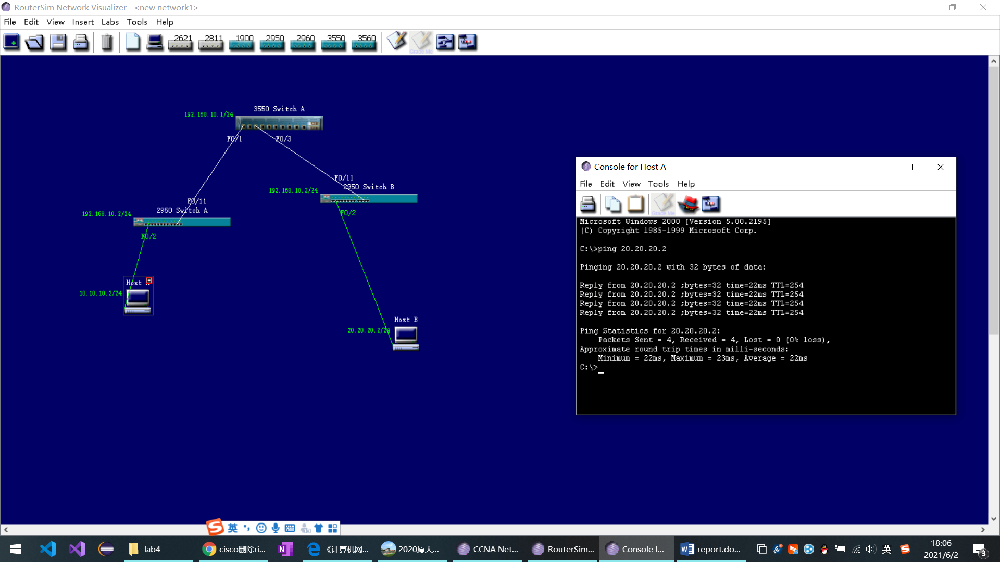 RouterSim Network Visualizer - <new network1>
File Edit View Insert Labs Tools Help
2621 2811 1900 2950 2960 3550 3560 Grade Me
3550 Switch A
192.168.10.1/24
F0/1 F0/3
F0/11
2950 Switch B
192.168.10.3/24
F0/2
F0/11
2950 Switch A
192.168.10.2/24
F0/2
Host A
10.10.10.2/24
Host B
20.20.20.2/24
Console for Host A
File Edit View Tools Help
Grade Me
Microsoft Windows 2000 [Version 5.00.2195]
(C) Copyright 1985-1999 Microsoft Corp.
C:\>ping 20.20.20.2
Pinging 20.20.20.2 with 32 bytes of data:
Reply from 20.20.20.2 ;bytes=32 time=22ms TTL=254
Reply from 20.20.20.2 ;bytes=32 time=22ms TTL=254
Reply from 20.20.20.2 ;bytes=32 time=22ms TTL=254
Reply from 20.20.20.2 ;bytes=32 time=22ms TTL=254
Ping Statistics for 20.20.20.2:
Packets Sent = 4, Received = 4, Lost = 0 (0% loss),
Approximate round trip times in milli-seconds:
Minimum = 22ms, Maximum = 23ms, Average = 22ms
C:\>_
英
lab4 cisco删除ri... 《计算机网... 2020厦大... CCNA Net... RouterSim... Console f... report.do... 英
18:06
2021/6/2
3